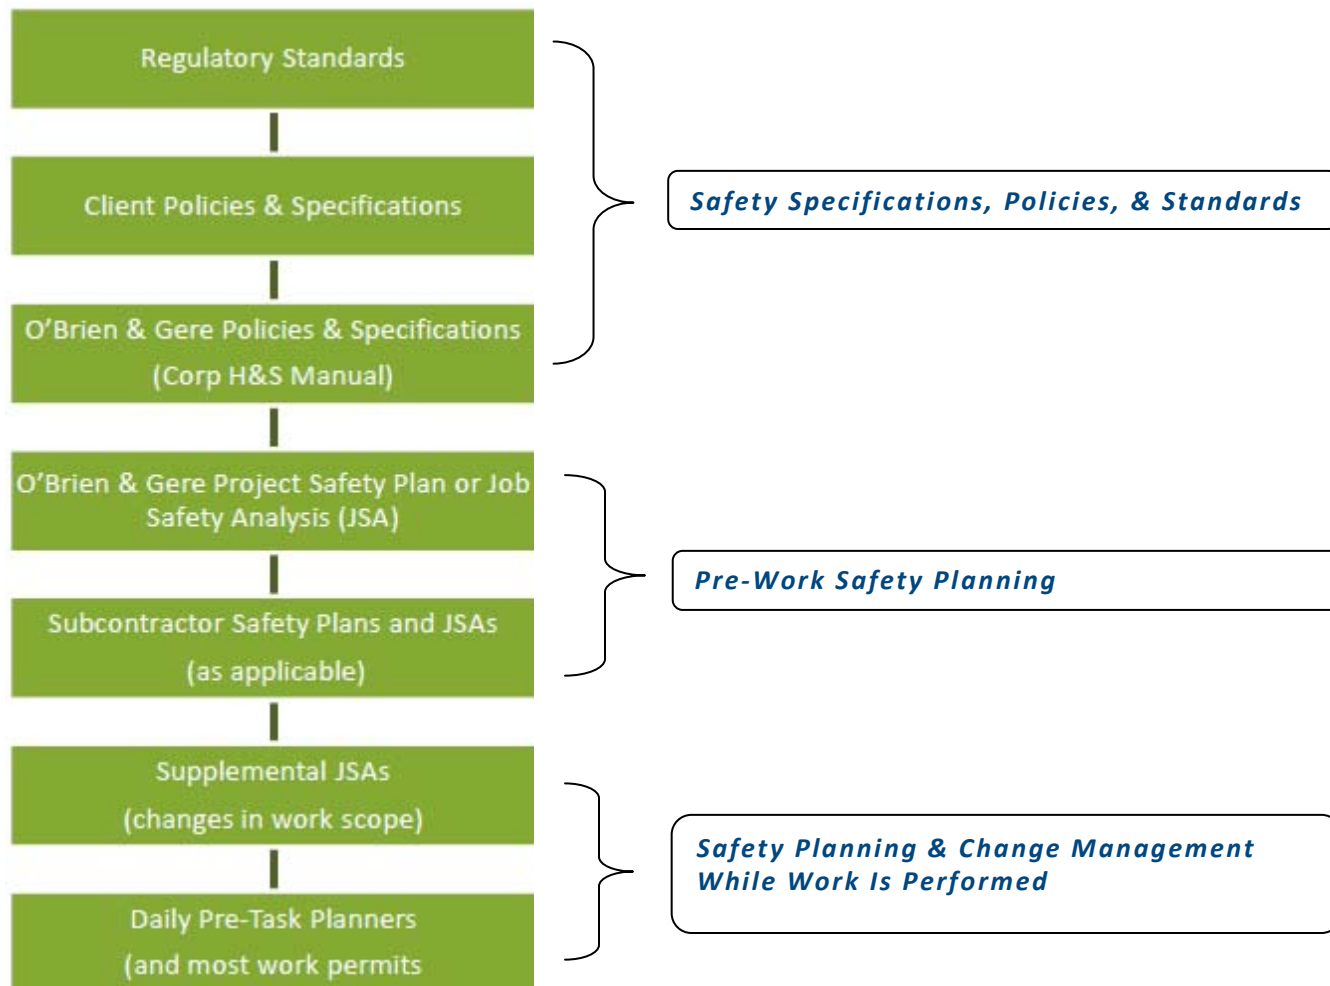 Regulatory Standards
Client Policies & Specifications
Safety Specifications, Policies, & Standards
O’Brien & Gere Policies & Specifications
(Corp H&S Manual)
O’Brien & Gere Project Safety Plan or Job
Safety Analysis (JSA)
Pre-Work Safety Planning
Subcontractor Safety Plans and JSAs
(as applicable)
Supplemental JSAs
(changes in work scope)
Safety Planning & Change Management
While Work Is Performed
Daily Pre-Task Planners
(and most work permits